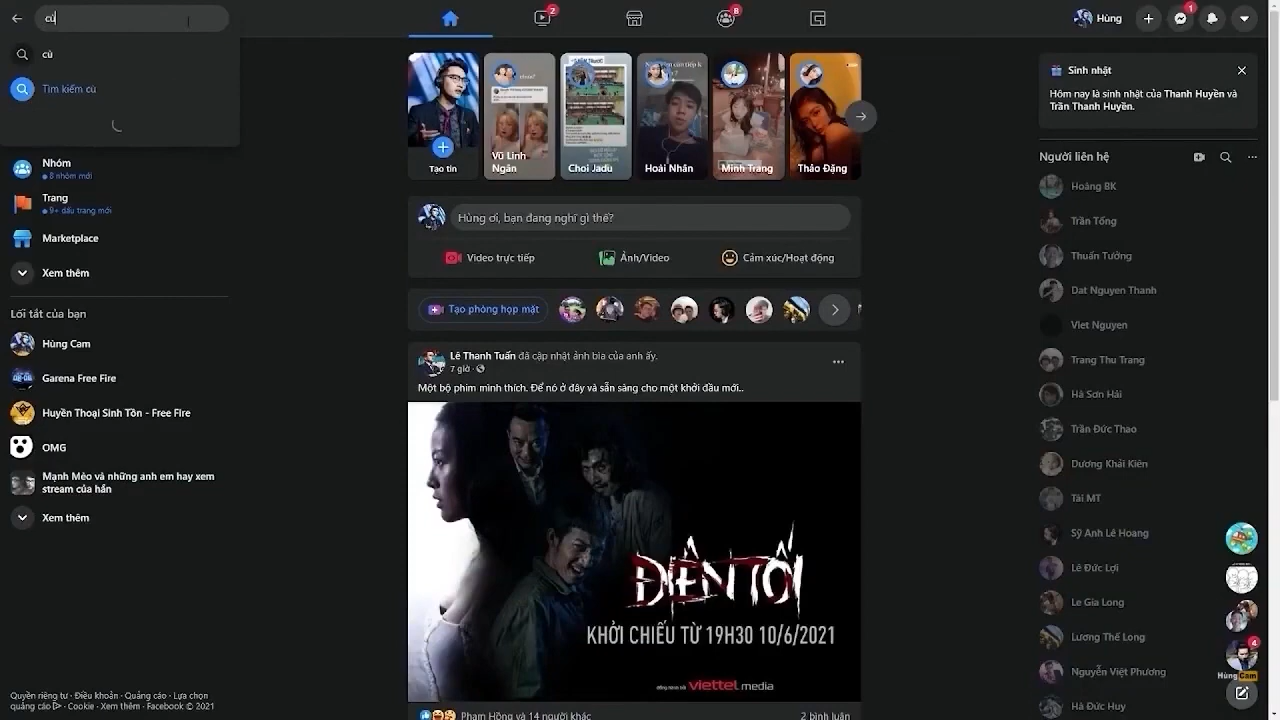 củ
cù
Tìm kiếm cù
Nhóm
8 nhóm mới
Trang
9+ dấu trang mới
Marketplace
Xem thêm
Lối tắt của bạn
Hùng Cam
Garena Free Fire
Huyền Thoại Sinh Tồn - Free Fire
OMG
Mạnh Mèo và những anh em hay xem
stream của hắn
Xem thêm
Quyền riêng tư · Điều khoản · Quảng cáo · Lựa chọn
quảng cáo · Cookie · Xem thêm · Facebook © 2021
2
8
Tạo tin
Vũ Linh
Ngân
Choi Jadu
Hoài Nhân
Minh Trang
Thảo Đặng
Hùng ơi, bạn đang nghĩ gì thế?
Video trực tiếp
Ảnh/Video
Cảm xúc/Hoạt động
Tạo phòng họp mặt
Lê Thanh Tuấn đã cập nhật ảnh bìa của anh ấy.
7 giờ ·
Một bộ phim mình thích. Để nó ở đây và sẵn sàng cho một khởi đầu mới..
ĐIỀN TỐI
KHỞI CHIẾU TỪ 19H30 10/6/2021
viettel media
Phạm Hồng và 14 người khác
2 bình luận
Hùng
1
Sinh nhật
Hôm nay là sinh nhật của Thanh Huyền và
Trần Thanh Huyền.
Người liên hệ
Hoàng BK
Trần Tổng
Thuấn Tưởng
Dat Nguyen Thanh
Viet Nguyen
Trang Thu Trang
Hà Sơn Hải
Trần Đức Thao
Dương Khải Kiên
Tài MT
Sỹ Anh Lê Hoang
Lê Đức Lợi
Le Gia Long
Lương Thế Long
Nguyễn Việt Phương
Hà Đức Huy
4
Hùng Cam